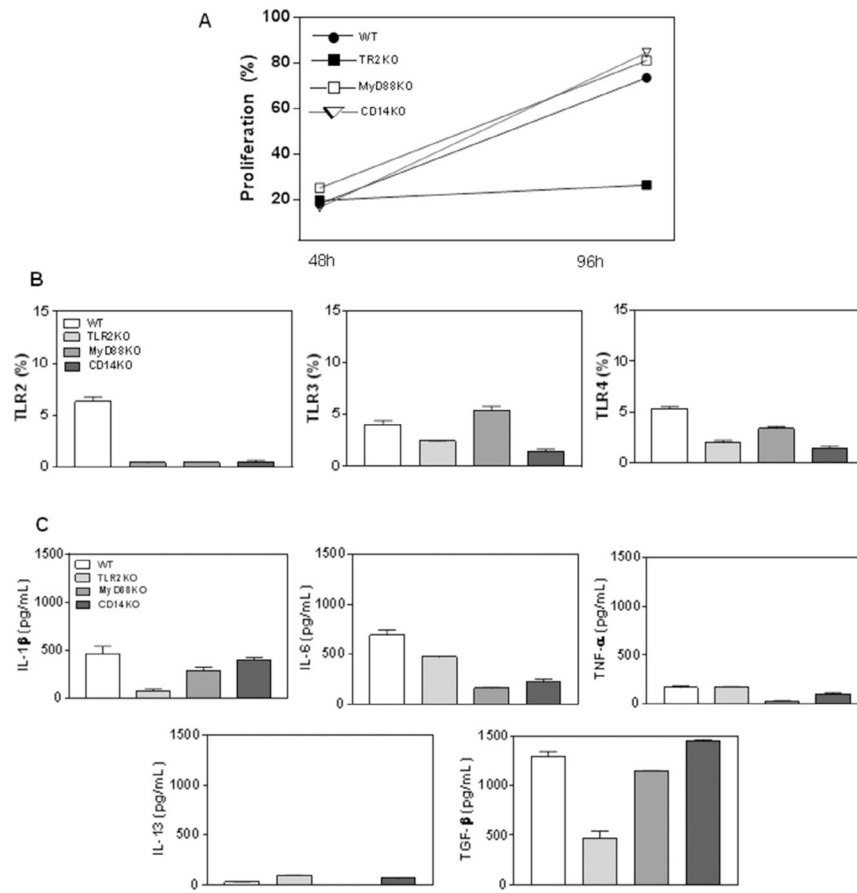 A
100
80
60
40
20
Proliferation (%)
WT
TR2KO
MyD88KO
CD14KO
48h
96h
B
15
10
5
0
TLR2 (%)
WT
TLR2KO
MyD88KO
CD14KO
15
10
5
0
TLR3 (%)
15
10
5
0
TLR4 (%)
C
1500
1000
500
0
IL-1β (pg/mL)
WT
TLR2KO
MyD88KO
CD14KO
1500
1000
500
0
IL-6 (pg/mL)
1500
1000
500
0
TNF-α (pg/mL)
1500
1000
500
0
IL-13 (pg/mL)
1500
1000
500
0
TGF-β (pg/mL)